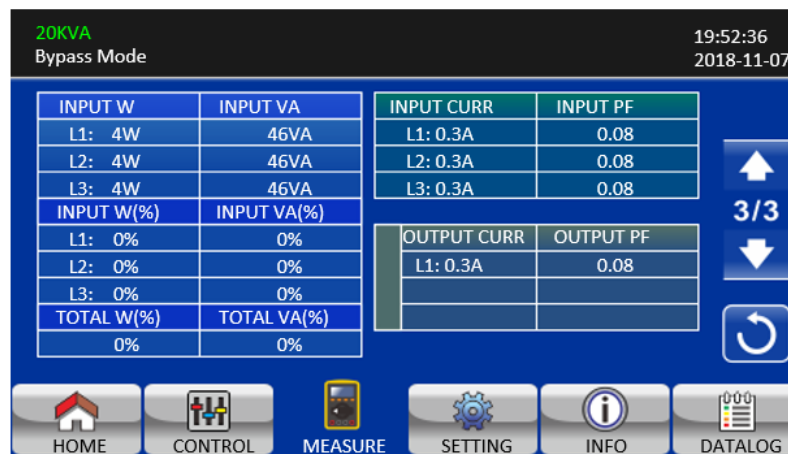 20KVA
Bypass Mode
19:52:36
2018-11-07
INPUT W INPUT VA
L1: 4W 46VA
L2: 4W 46VA
L3: 4W 46VA
INPUT W(%) INPUT VA(%)
L1: 0% 0%
L2: 0% 0%
L3: 0% 0%
TOTAL W(%) TOTAL VA(%)
0% 0%
INPUT CURR INPUT PF
L1: 0.3A 0.08
L2: 0.3A 0.08
L3: 0.3A 0.08
OUTPUT CURR OUTPUT PF
L1: 0.3A 0.08
3/3
HOME CONTROL MEASURE SETTING INFO DATALOG